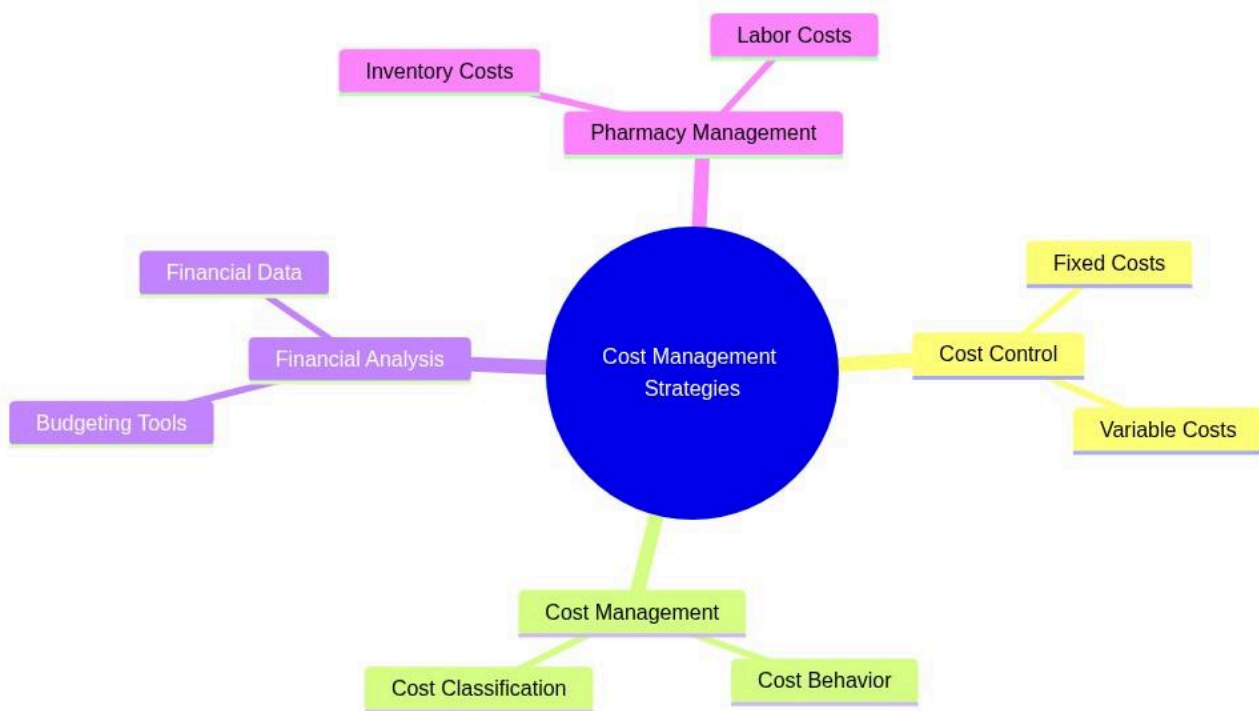 Labor Costs
Inventory Costs
Pharmacy Management
Financial Data
Fixed Costs
Financial Analysis
Cost Management
Strategies
Cost Control
Budgeting Tools
Variable Costs
Cost Management
Cost Classification
Cost Behavior